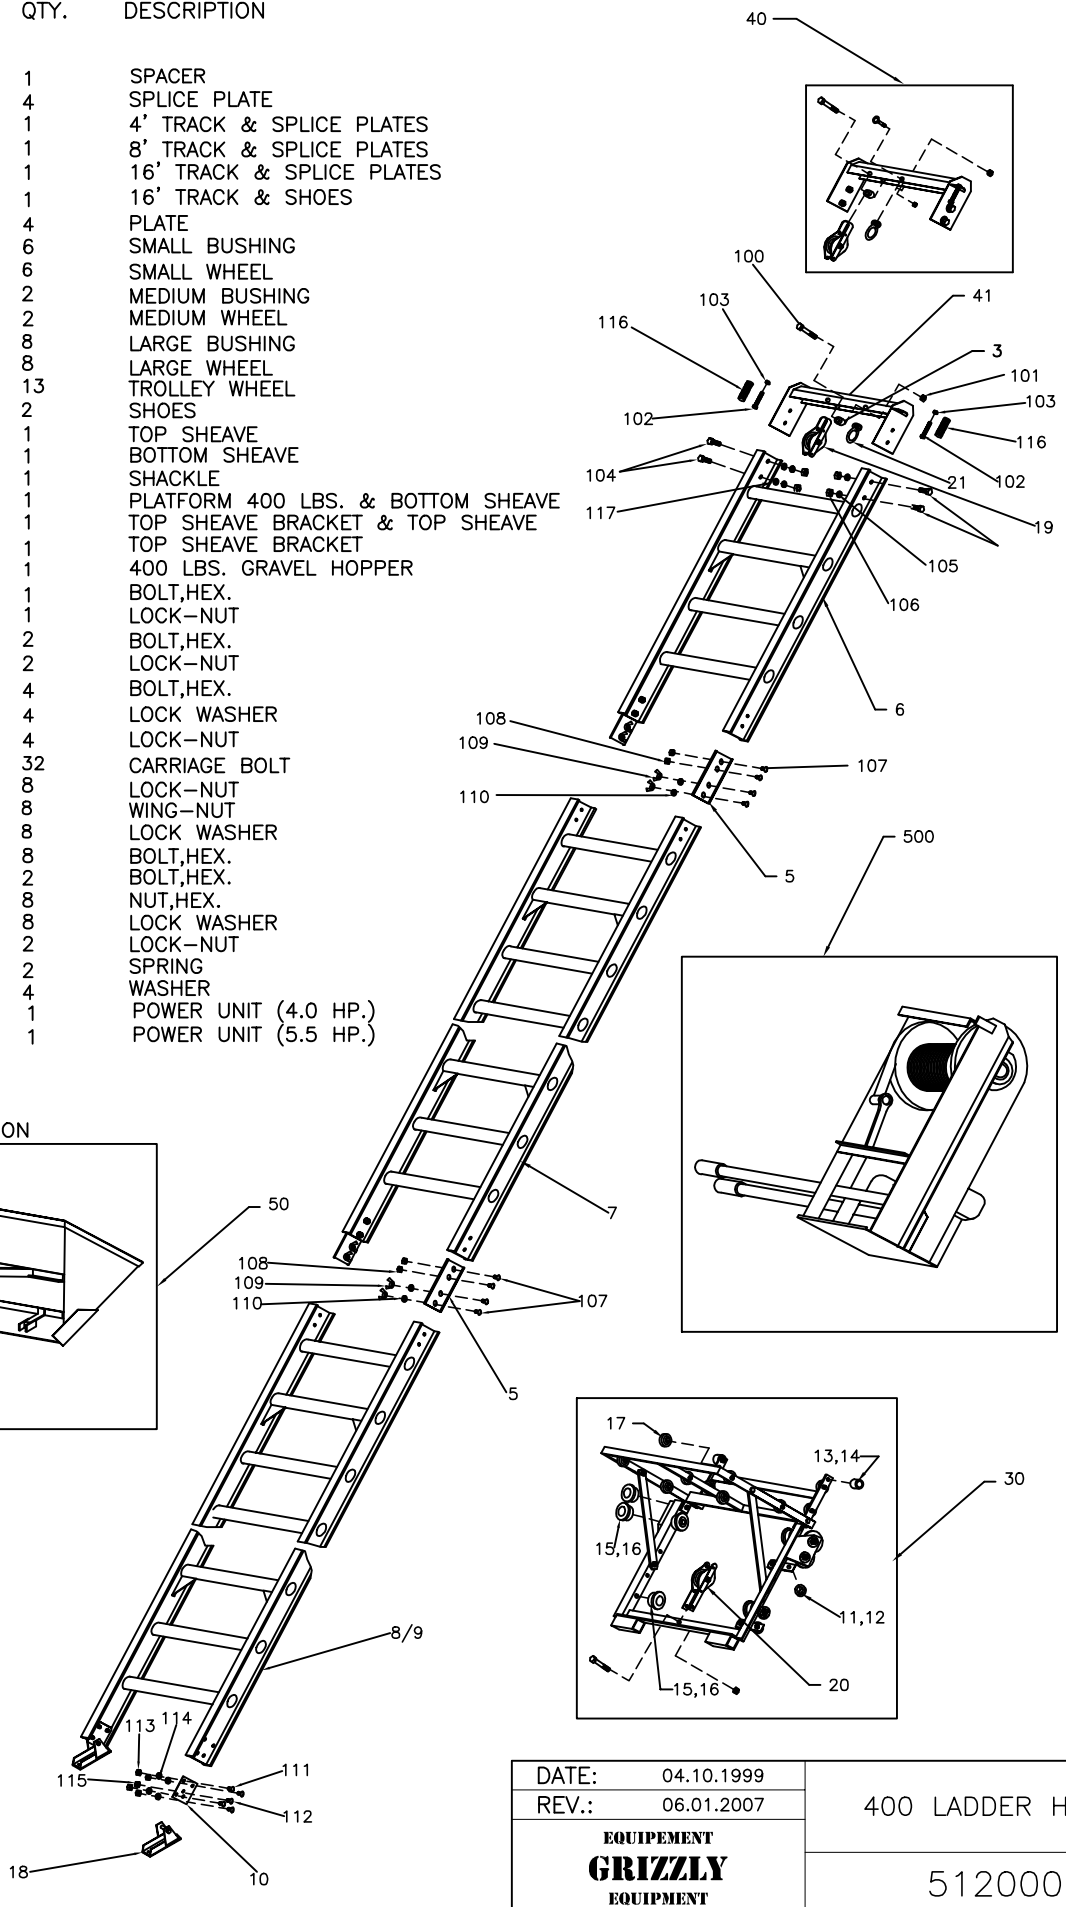 QTY. DESCRIPTION
1 SPACER
4 SPLICE PLATE
1 4' TRACK & SPLICE PLATES
1 8' TRACK & SPLICE PLATES
1 16' TRACK & SPLICE PLATES
1 16' TRACK & SHOES
4 PLATE
6 SMALL BUSHING
6 SMALL WHEEL
2 MEDIUM BUSHING
2 MEDIUM WHEEL
8 LARGE BUSHING
8 LARGE WHEEL
13 TROLLEY WHEEL
2 SHOES
1 TOP SHEAVE
1 BOTTOM SHEAVE
1 SHACKLE
1 PLATFORM 400 LBS. & BOTTOM SHEAVE
1 TOP SHEAVE BRACKET & TOP SHEAVE
1 TOP SHEAVE BRACKET
1 400 LBS. GRAVEL HOPPER
1 BOLT,HEX.
1 LOCK-NUT
2 BOLT,HEX.
2 LOCK-NUT
4 BOLT,HEX.
4 LOCK WASHER
4 LOCK-NUT
32 CARRIAGE BOLT
8 LOCK-NUT
8 WING-NUT
8 LOCK WASHER
8 BOLT,HEX.
2 BOLT,HEX.
8 NUT,HEX.
8 LOCK WASHER
2 LOCK-NUT
2 SPRING
4 WASHER
1 POWER UNIT (4.0 HP.)
1 POWER UNIT (5.5 HP.)
40
100
103
41
116
3
101
103
102
116
104
21
102
117
19
105
106
6
108
109
107
110
5
500
7
ON
50
108
109
110
107
5
17
13,14
30
15,16
11,12
15,16
20
8/9
113
114
115
111
112
18
10
DATE: 04.10.1999
REV.: 06.01.2007
400 LADDER H
EQUIPEMENT
GRIZZLY
EQUIPMENT
512000